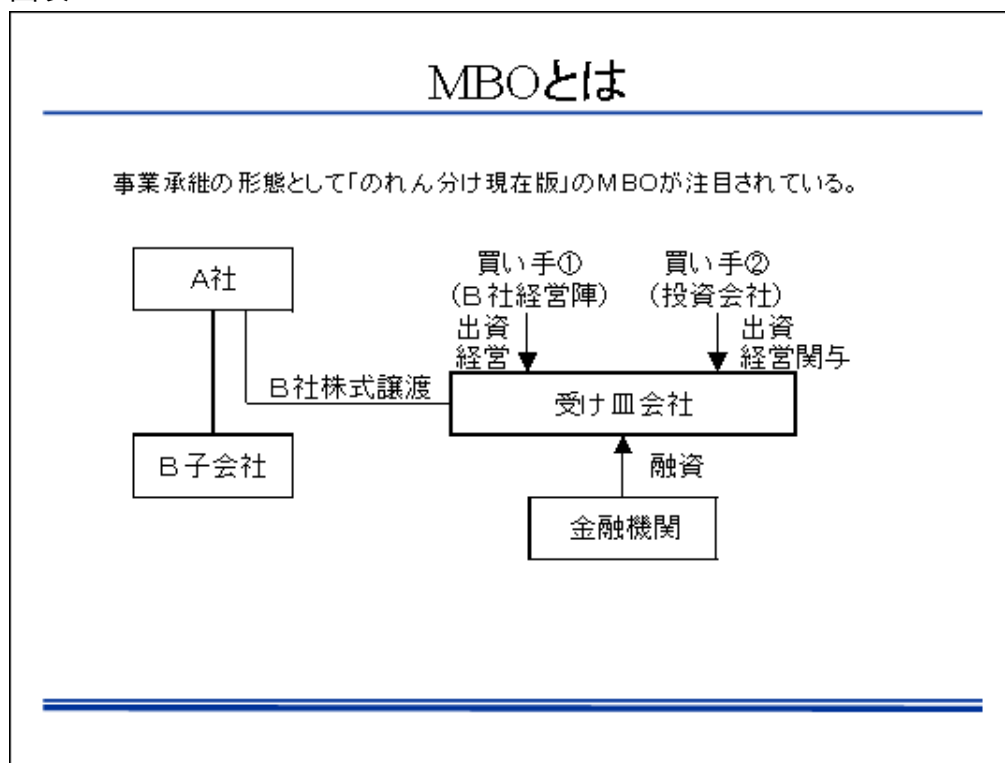 MBOとは
事業承継の形態として「のれん分け現在版」のMBOが注目されている。
A社
買い手①
(B社経営陣)
買い手②
(投資会社)
出資
経営
出資
経営関与
B社株式譲渡
受け皿会社
B子会社
融資
金融機関